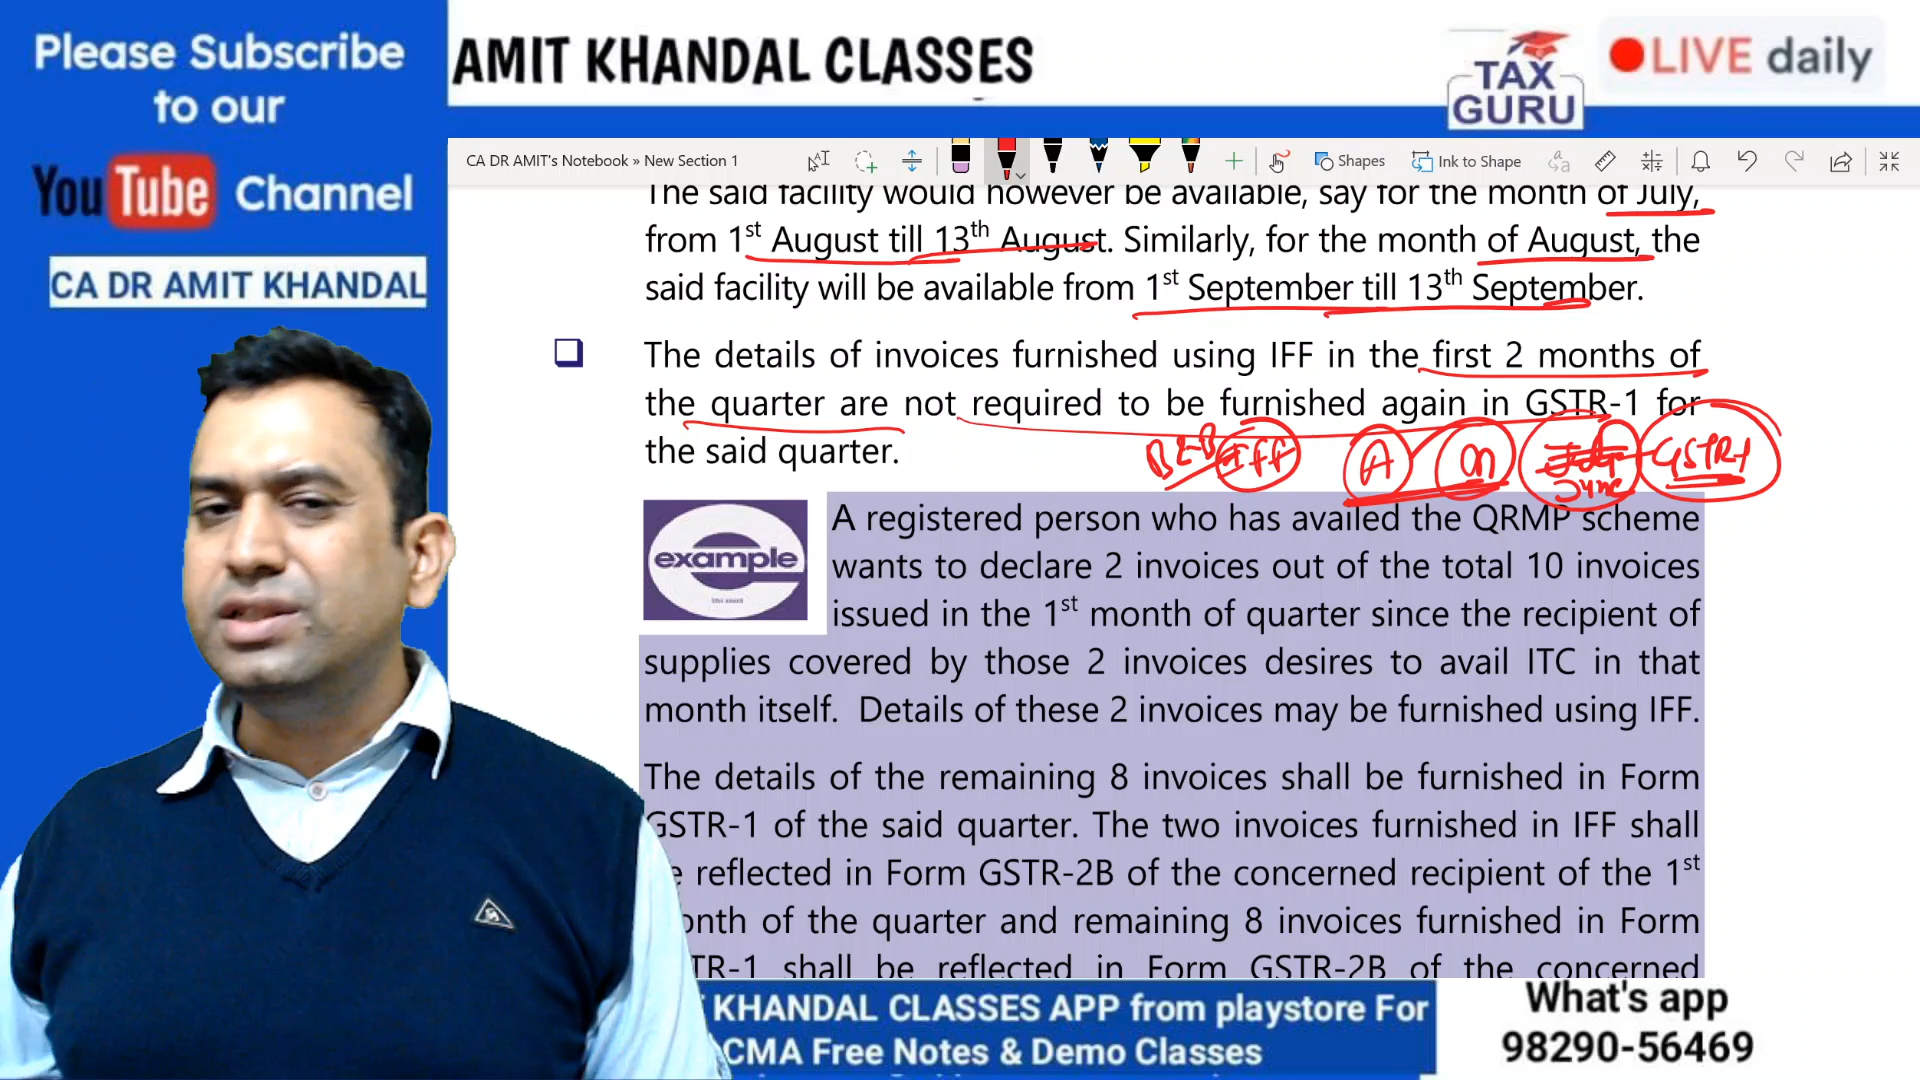 Please Subscribe
to our
YouTube Channel
CA DR AMIT KHANDAL
AMIT KHANDAL CLASSES
TAX
GURU
LIVE daily
CA DR AMIT's Notebook » New Section 1
Shapes
Ink to Shape
The said facility would however be available, say for the month of July,
from 1st August till 13th August. Similarly, for the month of August, the
said facility will be available from 1st September till 13th September.
The details of invoices furnished using IFF in the first 2 months of
the quarter are not required to be furnished again in GSTR-1 for
the said quarter.
B2B IFF A M June GSTR-1
example
A registered person who has availed the QRMP scheme
wants to declare 2 invoices out of the total 10 invoices
issued in the 1st month of quarter since the recipient of
supplies covered by those 2 invoices desires to avail ITC in that
month itself. Details of these 2 invoices may be furnished using IFF.
The details of the remaining 8 invoices shall be furnished in Form
GSTR-1 of the said quarter. The two invoices furnished in IFF shall
e reflected in Form GSTR-2B of the concerned recipient of the 1st
onth of the quarter and remaining 8 invoices furnished in Form
TR-1 shall be reflected in Form GSTR-2B of the concerned
KHANDAL CLASSES APP from playstore For
CMA Free Notes & Demo Classes
What's app
98290-56469